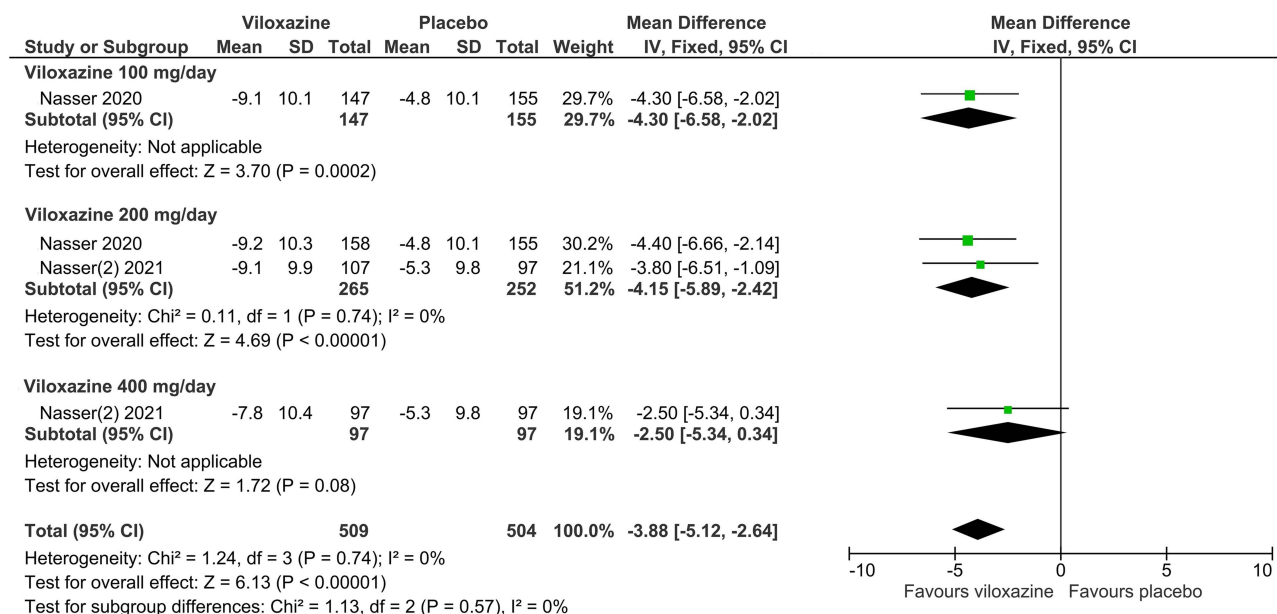 Viloxazine Placebo Mean Difference Mean Difference
Study or Subgroup Mean SD Total Mean SD Total Weight IV, Fixed, 95% CI IV, Fixed, 95% CI
Viloxazine 100 mg/day
Nasser 2020 -9.1 10.1 147 -4.8 10.1 155 29.7% -4.30 [-6.58, -2.02]
Subtotal (95% CI) 147 155 29.7% -4.30 [-6.58, -2.02]
Heterogeneity: Not applicable
Test for overall effect: Z = 3.70 (P = 0.0002)
Viloxazine 200 mg/day
Nasser 2020 -9.2 10.3 158 -4.8 10.1 155 30.2% -4.40 [-6.66, -2.14]
Nasser(2) 2021 -9.1 9.9 107 -5.3 9.8 97 21.1% -3.80 [-6.51, -1.09]
Subtotal (95% CI) 265 252 51.2% -4.15 [-5.89, -2.42]
Heterogeneity: Chi² = 0.11, df = 1 (P = 0.74); I² = 0%
Test for overall effect: Z = 4.69 (P < 0.00001)
Viloxazine 400 mg/day
Nasser(2) 2021 -7.8 10.4 97 -5.3 9.8 97 19.1% -2.50 [-5.34, 0.34]
Subtotal (95% CI) 97 97 19.1% -2.50 [-5.34, 0.34]
Heterogeneity: Not applicable
Test for overall effect: Z = 1.72 (P = 0.08)
Total (95% CI) 509 504 100.0% -3.88 [-5.12, -2.64]
Heterogeneity: Chi² = 1.24, df = 3 (P = 0.74); I² = 0%
Test for overall effect: Z = 6.13 (P < 0.00001)
Test for subgroup differences: Chi² = 1.13, df = 2 (P = 0.57), I² = 0%
-10 -5 0 5 10
Favours viloxazine Favours placebo